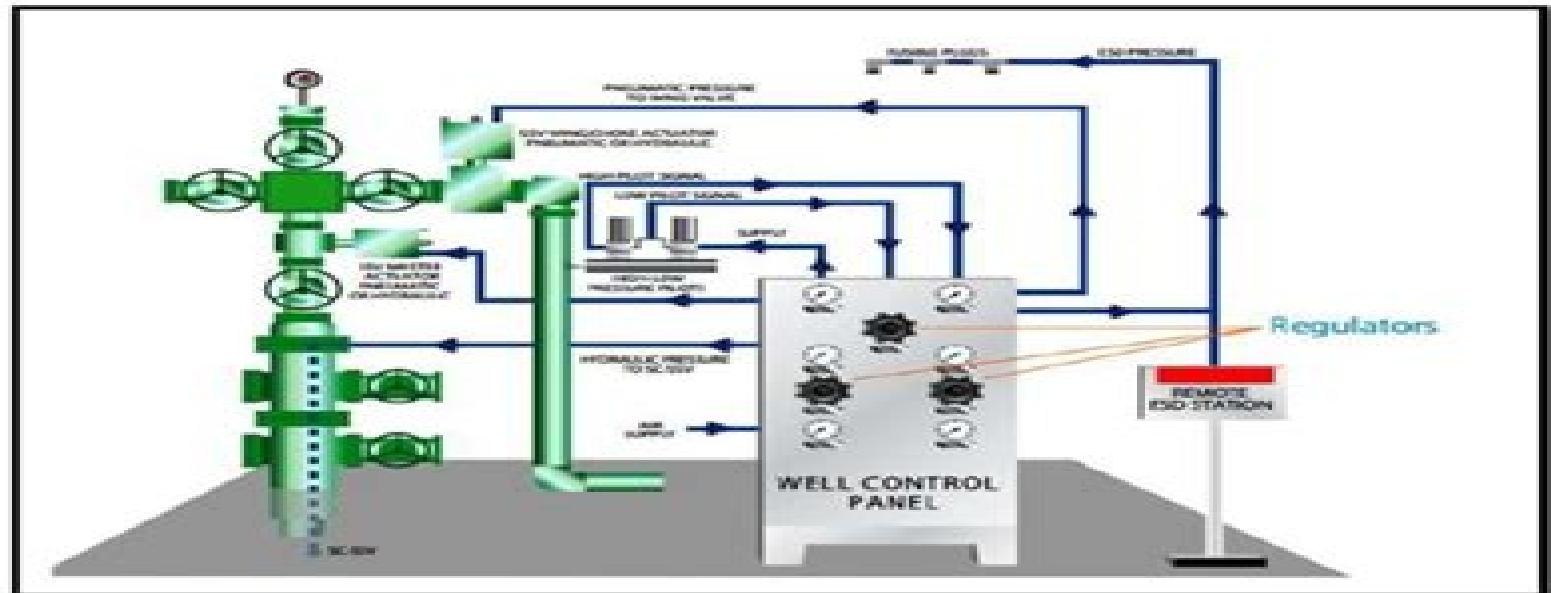 FUSIBLE PLUGS
ESD PRESSURE
PNEUMATIC PRESSURE
TO WING VALVE
SSV WING/CHOKE ACTUATOR
PNEUMATIC OR HYDRAULIC
HIGH PILOT SIGNAL
LOW PILOT SIGNAL
SUPPLY
SSV MASTER
ACTUATOR
PNEUMATIC
OR HYDRAULIC
HIGH-LOW
PRESSURE PILOTS
Regulators
HYDRAULIC PRESSURE
TO SC-SSV
REMOTE
ESD STATION
AIR
SUPPLY
WELL CONTROL
PANEL
SC-SSV